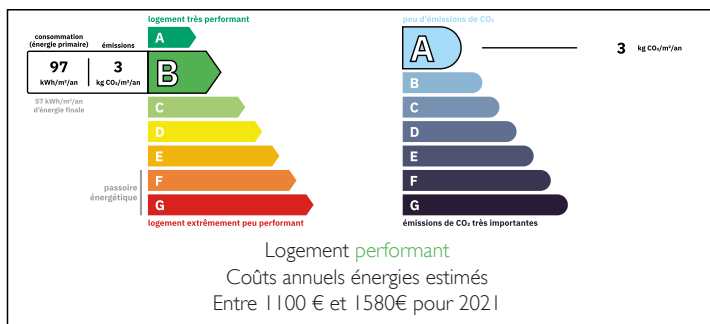 logement très performant
consommation
(énergie primaire)
émissions
97
kWh/m²/an
3
kg CO₂/m²/an
57 kWh/m²/an
d'énergie finale
A
B
C
D
E
F
G
passoire
énergétique
logement extrêmement peu performant
peu d'émissions de CO₂
A
3 kg CO₂/m²/an
B
C
D
E
F
G
émissions de CO₂ très importantes
Logement performant
Coûts annuels énergies estimés
Entre 1100 € et 1580€ pour 2021